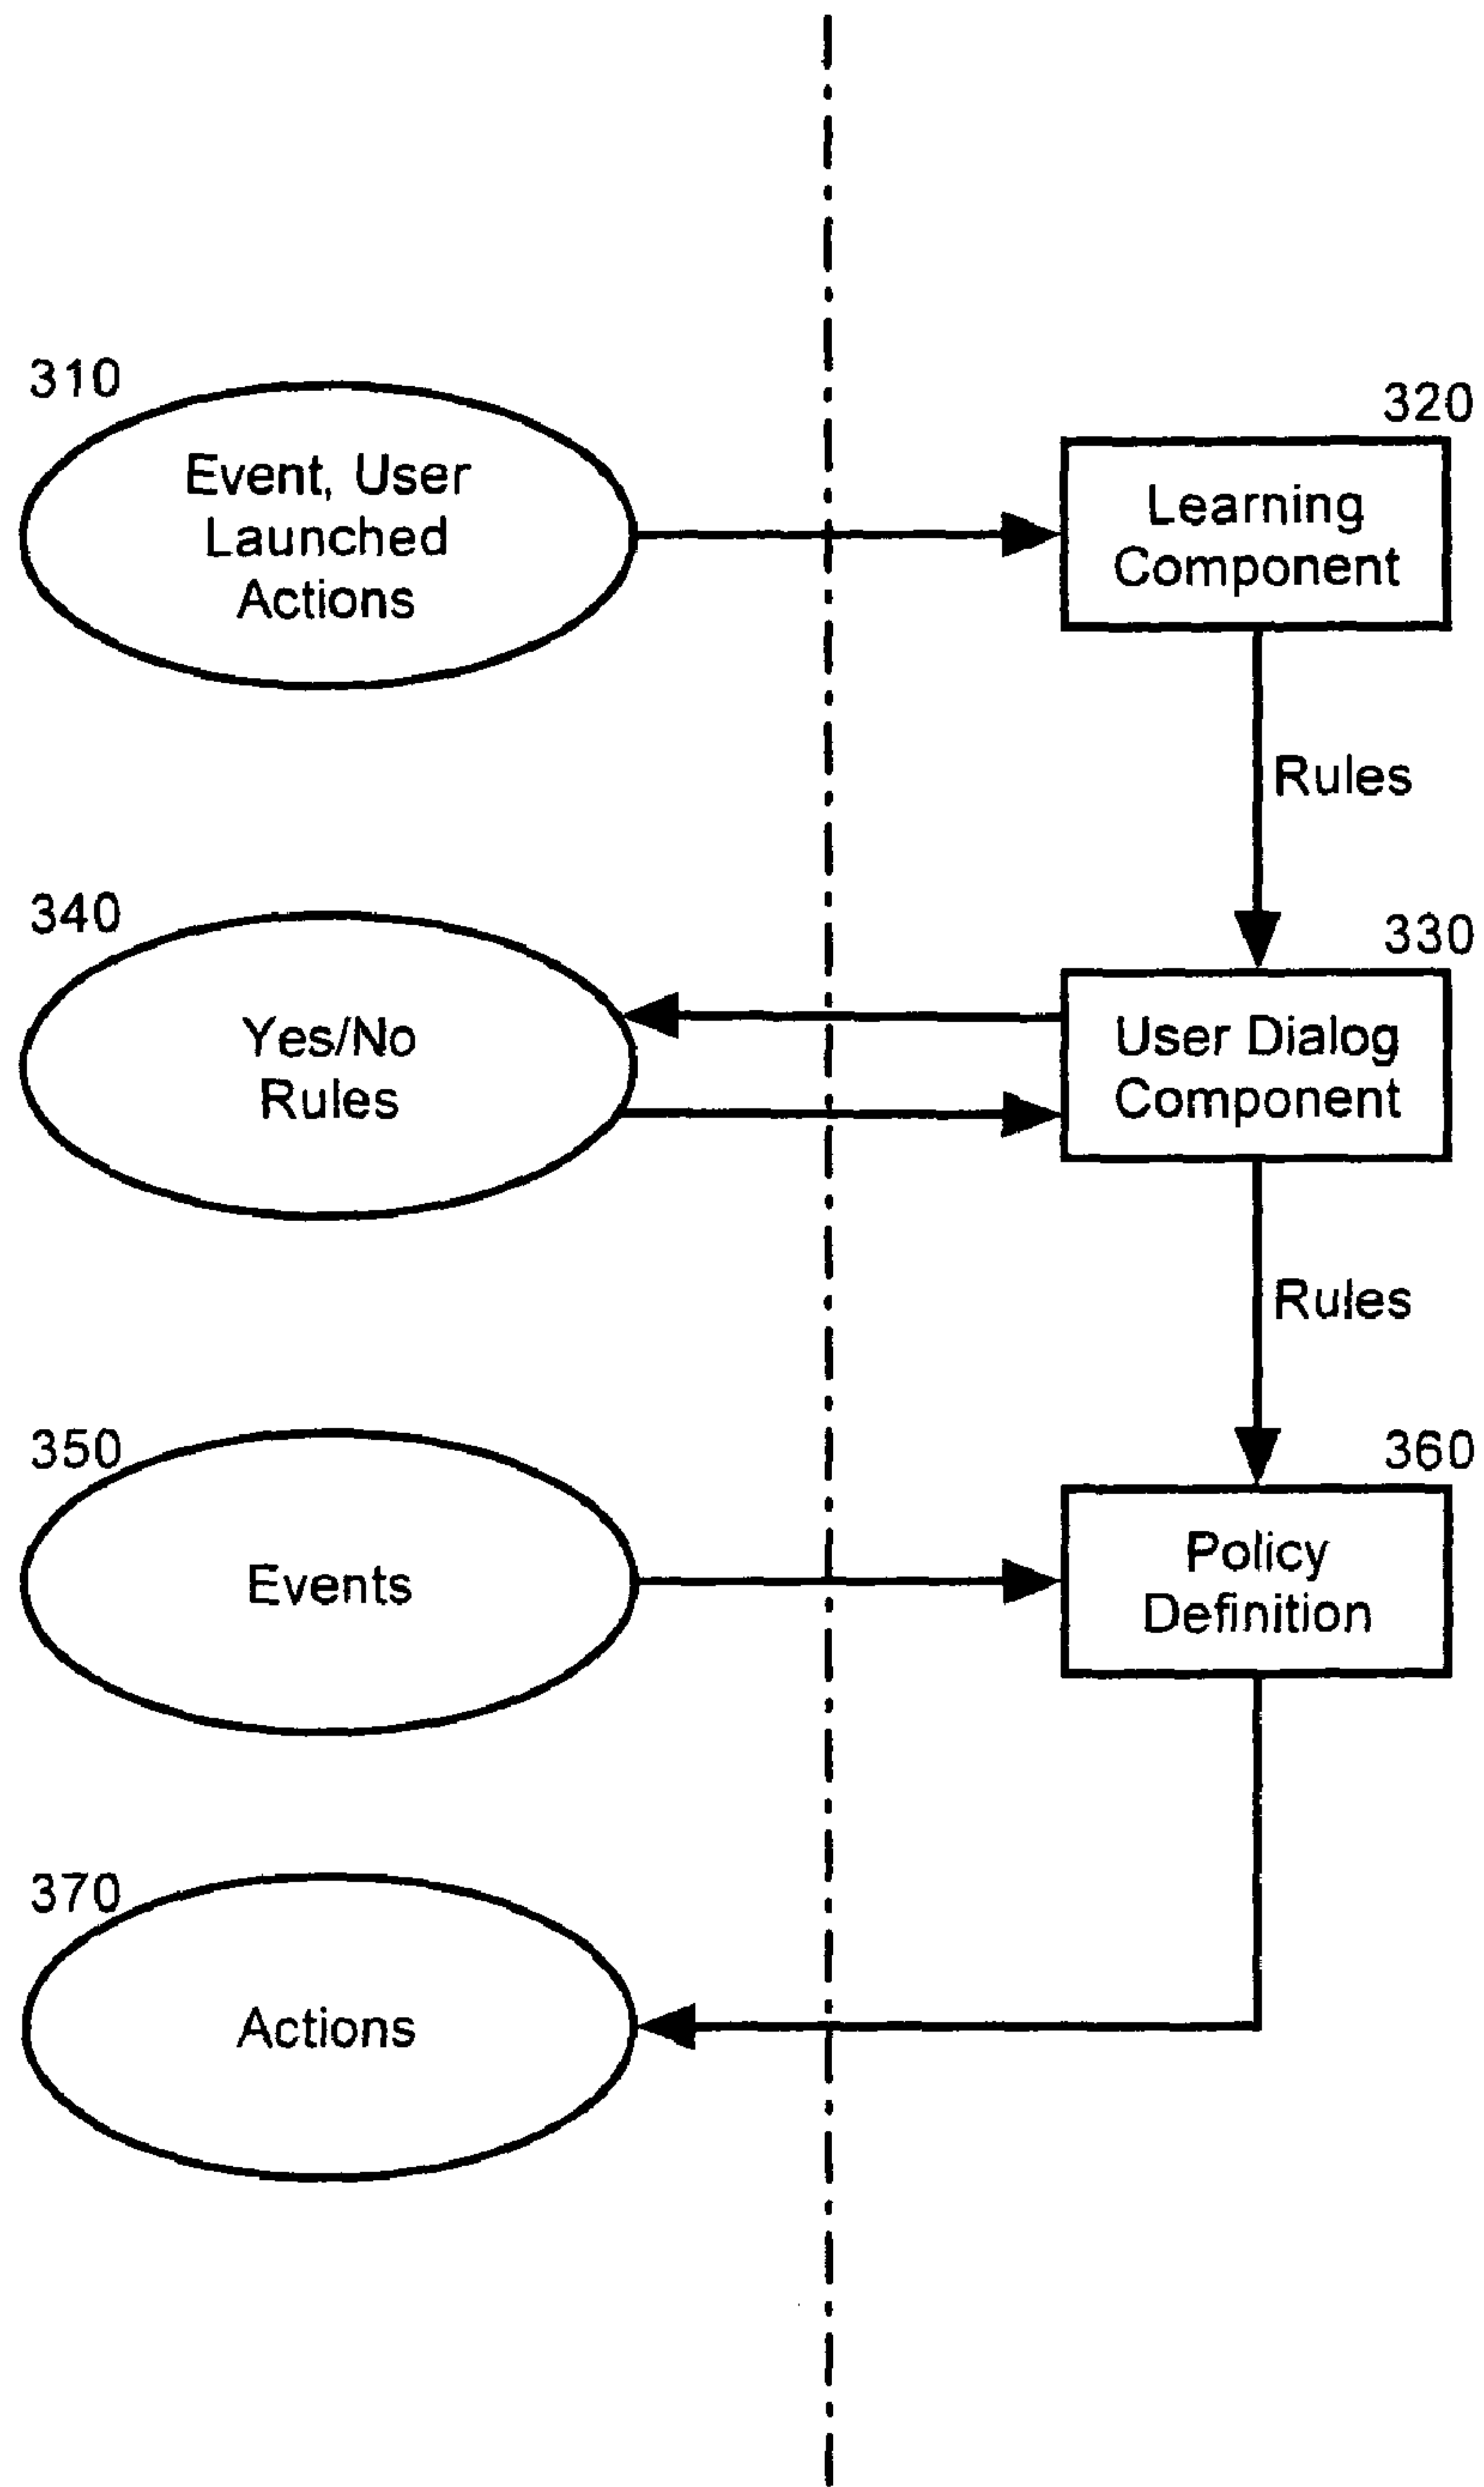 310
Event, User
Launched
Actions
320
Learning
Component
Rules
340
Yes/No
Rules
330
User Dialog
Component
Rules
350
Events
360
Policy
Definition
370
Actions